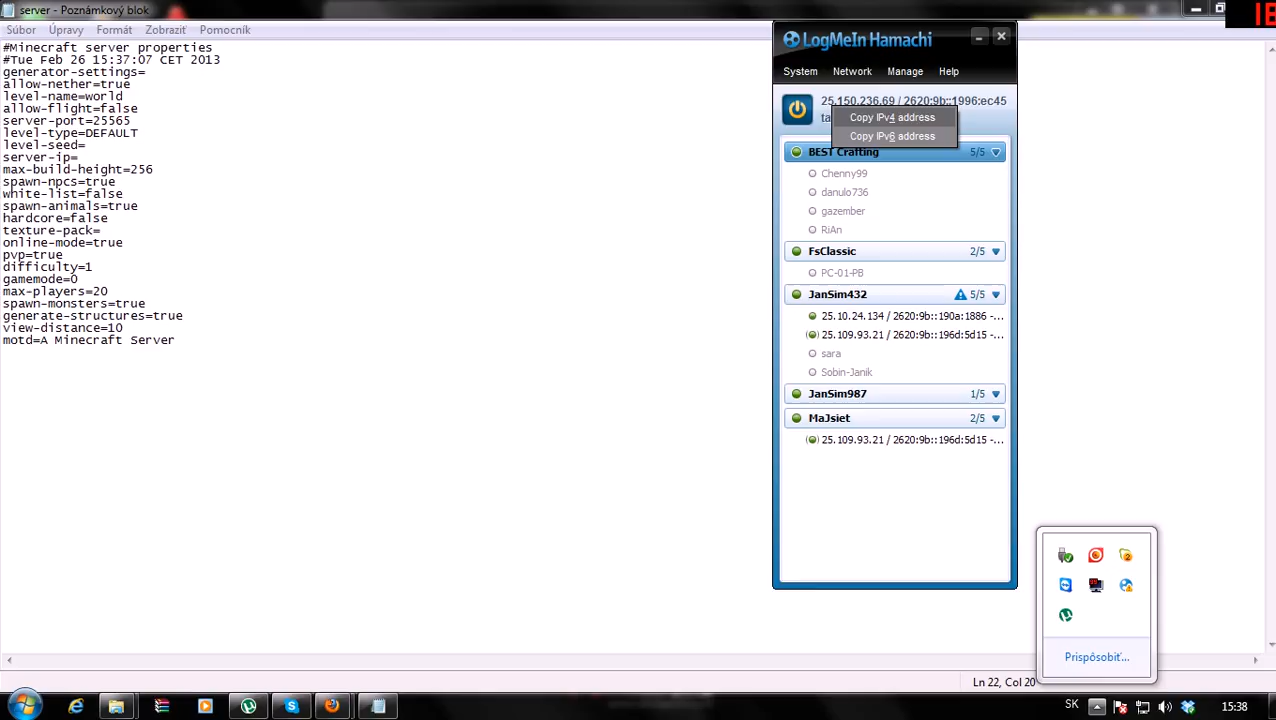 server - Poznámkový blok
Súbor Úpravy Formát Zobraziť Pomocník
#Minecraft server properties
#Tue Feb 26 15:37:07 CET 2013
generator-settings=
allow-nether=true
level-name=world
allow-flight=false
server-port=25565
level-type=DEFAULT
level-seed=
server-ip=
max-build-height=256
spawn-npcs=true
white-list=false
spawn-animals=true
hardcore=false
texture-pack=
online-mode=true
pvp=true
difficulty=1
gamemode=0
max-players=20
spawn-monsters=true
generate-structures=true
view-distance=10
motd=A Minecraft Server
LogMeIn Hamachi
System Network Manage Help
25.150.236.69 / 2620:9b::1996:ec45
Copy IPv4 address
Copy IPv6 address
BEST Crafting 5/5
Chenny99
danulo736
gazember
RiAn
FsClassic 2/5
PC-01-PB
JanSim432 5/5
25.10.24.134 / 2620:9b::190a:1886 -...
25.109.93.21 / 2620:9b::196d:5d15 -...
sara
Sobin-Janik
JanSim987 1/5
MaJsiet 2/5
25.109.93.21 / 2620:9b::196d:5d15 -...
Prispôsobiť...
Ln 22, Col 20
SK 15:38